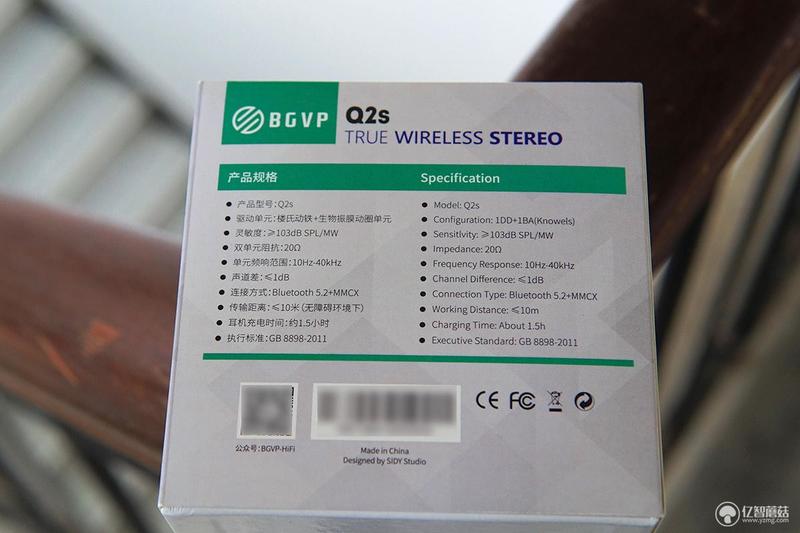 BGVP
Q2s
TRUE WIRELESS STEREO
产品规格
● 产品型号:Q2s
● 驱动单元:楼氏动铁+生物振膜动圈单元
● 灵敏度:≥103dB SPL/MW
● 双单元阻抗:20Ω
● 单元频响范围:10Hz-40kHz
● 声道差:≤1dB
● 连接方式:Bluetooth 5.2+MMCX
● 传输距离:≤10米(无障碍环境下)
● 耳机充电时间:约1.5小时
● 执行标准:GB 8898-2011
Specification
● Model: Q2s
● Configuration: 1DD+1BA(Knowels)
● Sensitlvity: ≥103dB SPL/MW
● Impedance: 20Ω
● Frequency Response: 10Hz-40kHz
● Channel Difference: ≤1dB
● Connection Type: Bluetooth 5.2+MMCX
● Working Distance: ≤10m
● Charging Time: About 1.5h
● Executive Standard: GB 8898-2011
公众号:BGVP-HiFi
Made in China
Designed by SIDY Studio
CE FC
亿智蘑菇
www.yzmg.com